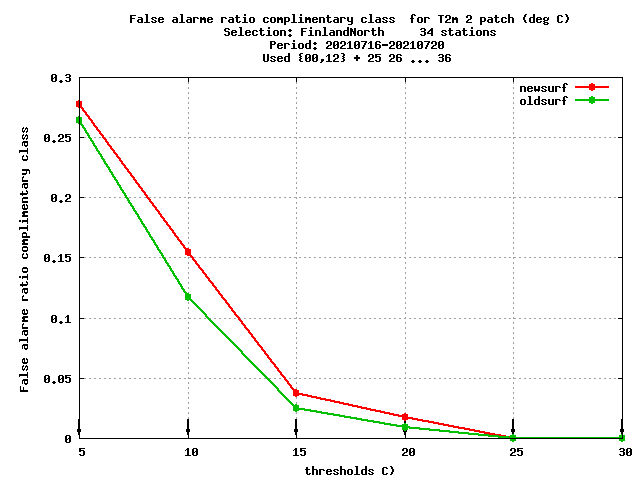 False alarme ratio complimentary class  for T2m 2 patch (deg C)
Selection: FinlandNorth     34 stations
Period: 20210716-20210720
Used {00,12} + 25 26 ... 36
newsurf
oldsurf
0.3
0.25
0.2
0.15
0.1
0.05
0
False alarme ratio complimentary class
5 10 15 20 25 30
thresholds C)